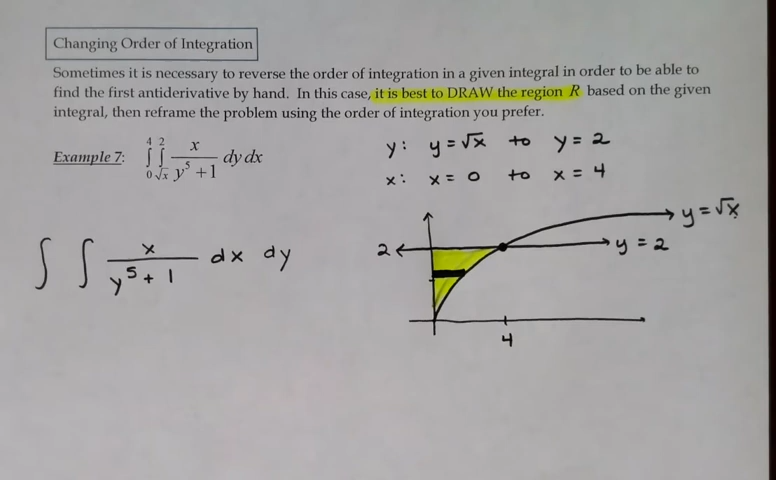 Changing Order of Integration
Sometimes it is necessary to reverse the order of integration in a given integral in order to be able to
find the first antiderivative by hand. In this case, it is best to DRAW the region R based on the given
integral, then reframe the problem using the order of integration you prefer.
Example 7: ∫₀⁴ ∫_√x² x/(y⁵+1) dy dx
y: y = √x to y = 2
x: x = 0 to x = 4
∫ ∫ x/(y⁵ + 1) dx dy
y = √x
2
y = 2
4